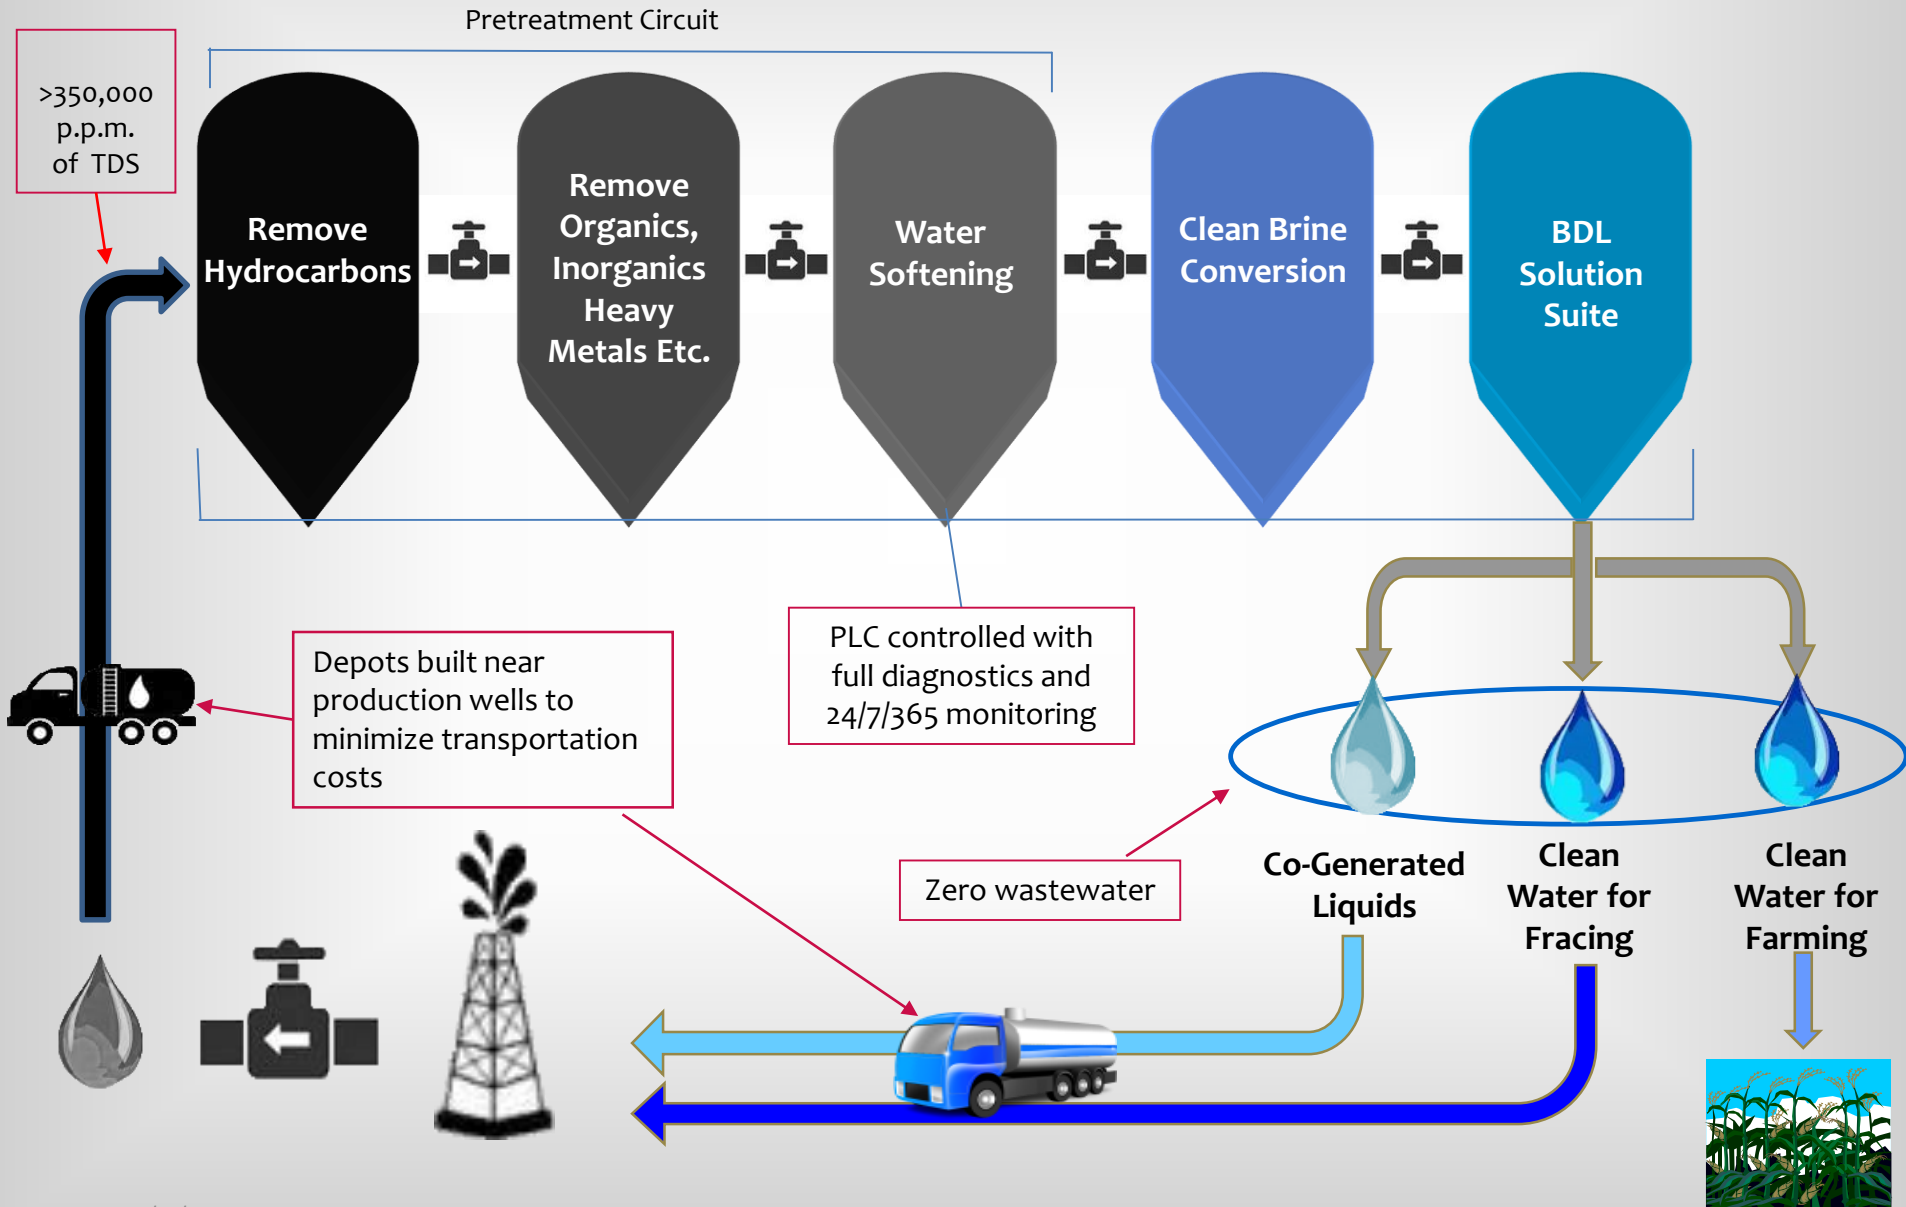 Pretreatment Circuit
>350,000
p.p.m.
of TDS
Remove
Hydrocarbons
Remove
Organics,
Inorganics
Heavy
Metals Etc.
Water
Softening
Clean Brine
Conversion
BDL
Solution
Suite
Depots built near
production wells to
minimize transportation
costs
PLC controlled with
full diagnostics and
24/7/365 monitoring
Zero wastewater
Co-Generated
Liquids
Clean
Water for
Fracing
Clean
Water for
Farming